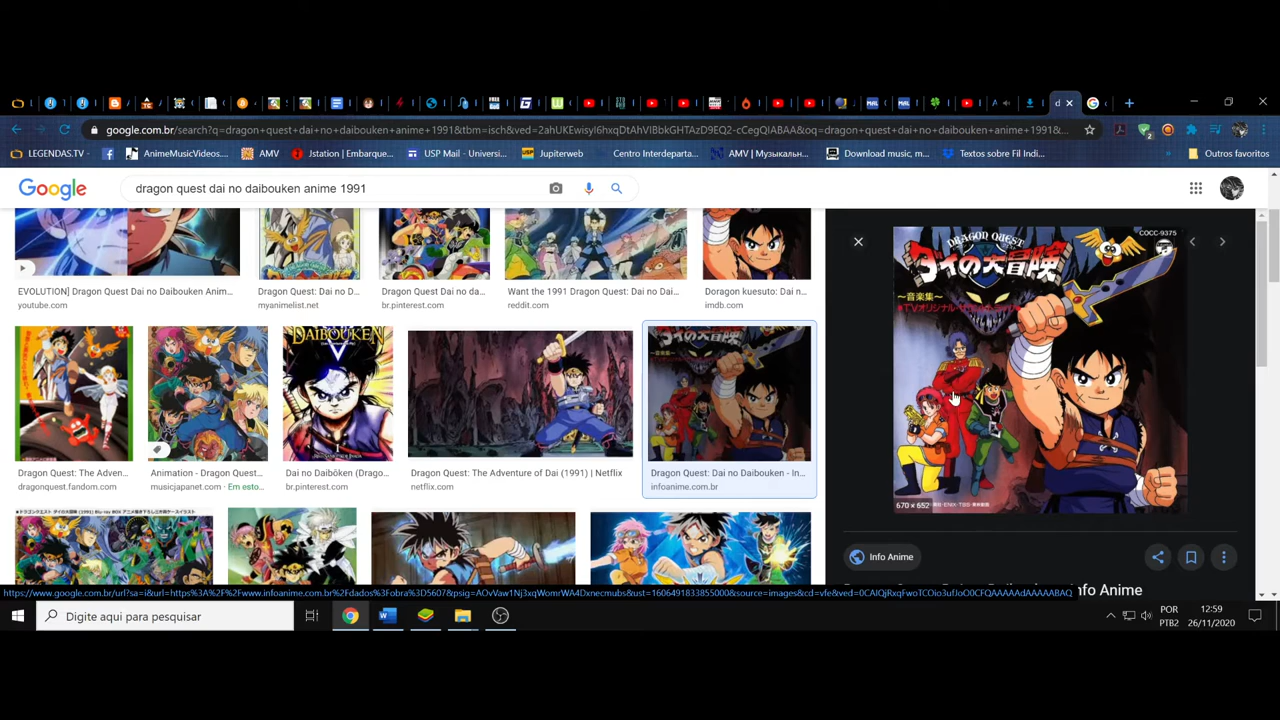 google.com.br/search?q=dragon+quest+dai+no+daibouken+anime+1991&tbm=isch&ved=2ahUKEwisyI6hxqDtAhVIBbkGHTAzD9EQ2-cCegQIABAA&oq=dragon+quest+dai+no+daibouken+anime+1991&...
LEGENDAS.TV
AnimeMusicVideos...
AMV
Jstation | Embarque...
USP Mail - Universi...
Jupiterweb
Centro Interdeparta...
AMV | Музыкальн...
Download music, m...
Textos sobre Fil Indi...
»
Outros favoritos
Google
dragon quest dai no daibouken anime 1991
EVOLUTION] Dragon Quest Dai no Daibouken Anim...
youtube.com
Dragon Quest: Dai no D...
myanimelist.net
Dragon Quest Dai no da...
br.pinterest.com
Want the 1991 Dragon Quest: Dai no Dai...
reddit.com
Doragon kuesuto: Dai n...
imdb.com
COCC-9375
DRAGON QUEST
ダイの大冒険
〜音楽集〜
670 × 652
DAIBOUKEN
Dragon Quest: The Adven...
dragonquest.fandom.com
Animation - Dragon Quest...
musicjapanet.com · Em esto...
Dai no Daibōken (Drago...
br.pinterest.com
Dragon Quest: The Adventure of Dai (1991) | Netflix
netflix.com
Dragon Quest: Dai no Daibouken - In...
infoanime.com.br
Info Anime
nfo Anime
https://www.google.com.br/url?sa=i&url=https%3A%2F%2Fwww.infoanime.com.br%2Fdados%3Fobra%3D5607&psig=AOvVaw1Nj3xqWomrWA4Dxnecmubs&ust=1606491833855000&source=images&cd=vfe&ved=0CAIQjRxqFwoTCOio3ufJoO0CFQAAAAAdAAAAABAQ
Digite aqui para pesquisar
POR
PTB2
12:59
26/11/2020